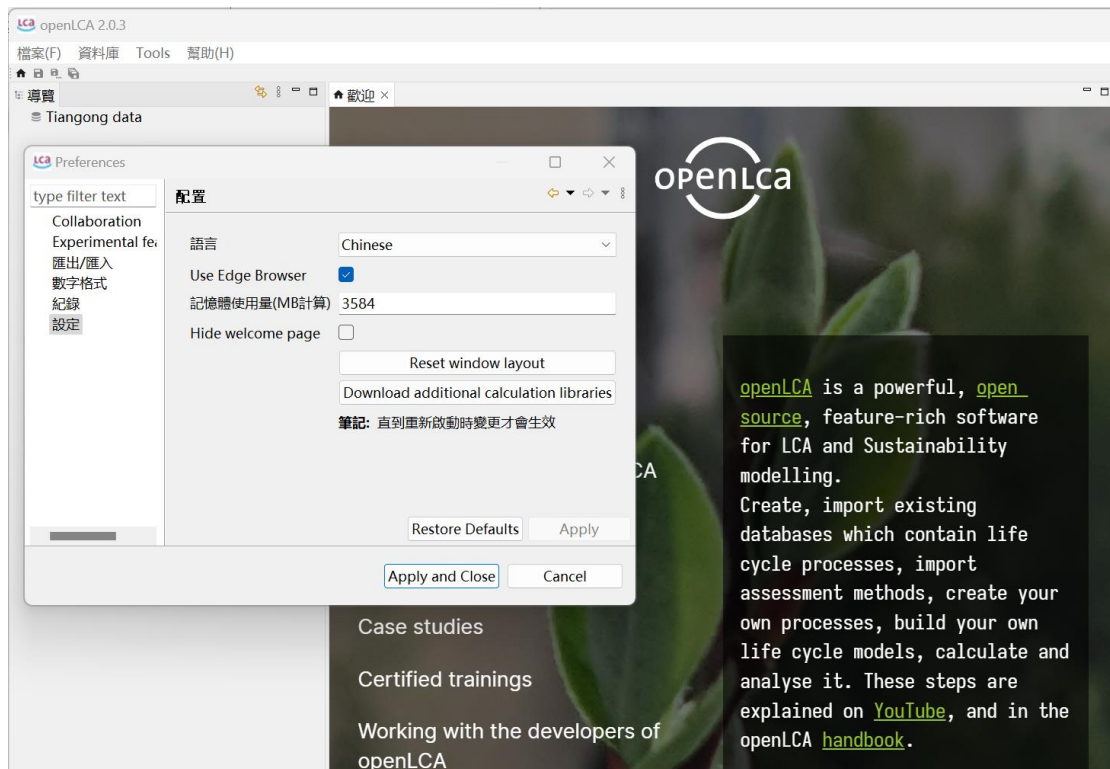 openLCA 2.0.3
檔案(F) 資料庫 Tools 幫助(H)
導覽
歡迎
Tiangong data
Preferences
type filter text
配置
Collaboration
Experimental fea
匯出/匯入
數字格式
紀錄
設定
語言
Chinese
Use Edge Browser
記憶體使用量(MB計算)
3584
Hide welcome page
Reset window layout
Download additional calculation libraries
筆記: 直到重新啟動時變更才會生效
Restore Defaults
Apply
Apply and Close
Cancel
openLca
CA
Case studies
Certified trainings
Working with the developers of
openLCA
openLCA is a powerful, open
source, feature-rich software
for LCA and Sustainability
modelling.
Create, import existing
databases which contain life
cycle processes, import
assessment methods, create your
own processes, build your own
life cycle models, calculate and
analyse it. These steps are
explained on YouTube, and in the
openLCA handbook.